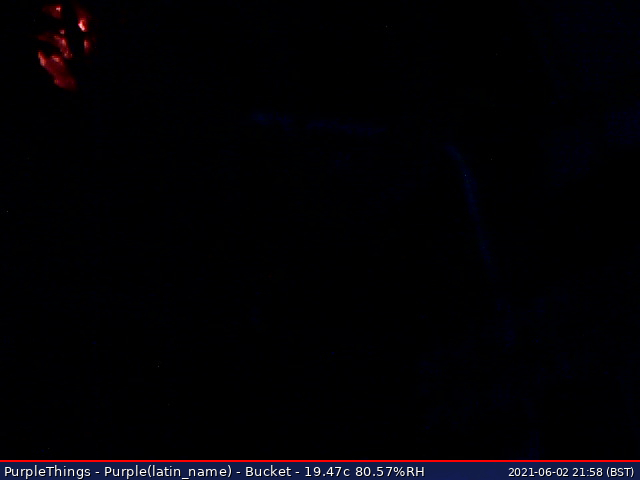 PurpleThings - Purple(latin_name) - Bucket - 19.47c 80.57%RH
2021-06-02 21:58 (BST)